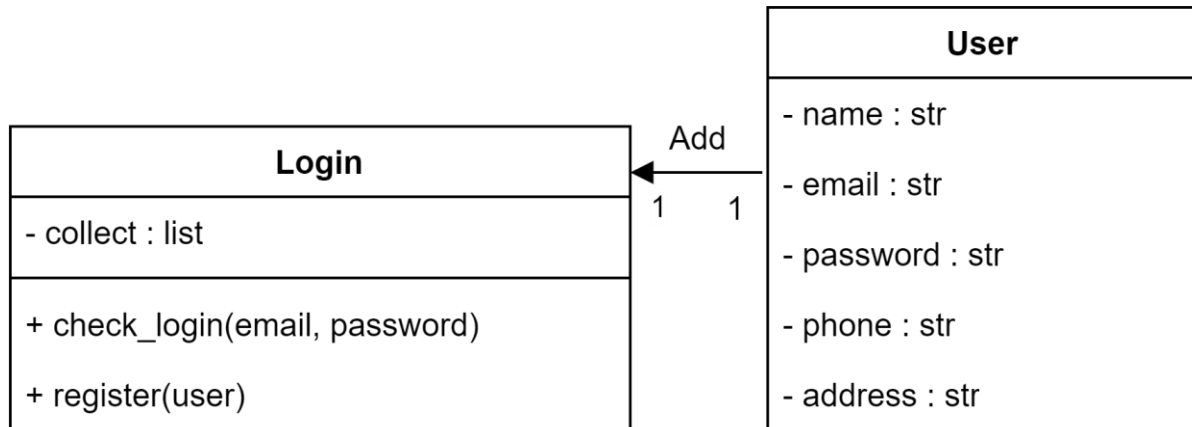 Login
- collect : list
+ check_login(email, password)
+ register(user)
Add
1
1
User
- name : str
- email : str
- password : str
- phone : str
- address : str